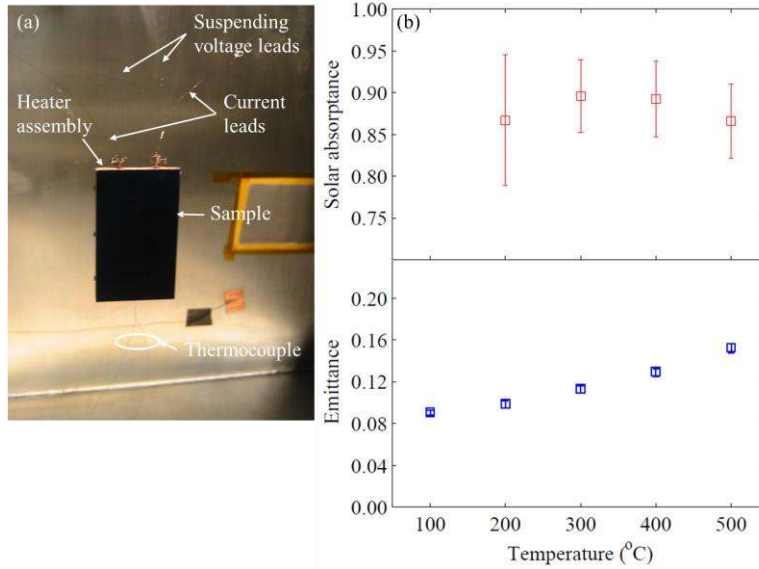 (a)
Suspending
voltage leads
Heater
assembly
Current
leads
Sample
Thermocouple
(b)
Solar absorptance
1.00
0.95
0.90
0.85
0.80
0.75
Emittance
0.20
0.16
0.12
0.08
0.04
0.00
100 200 300 400 500
Temperature (°C)